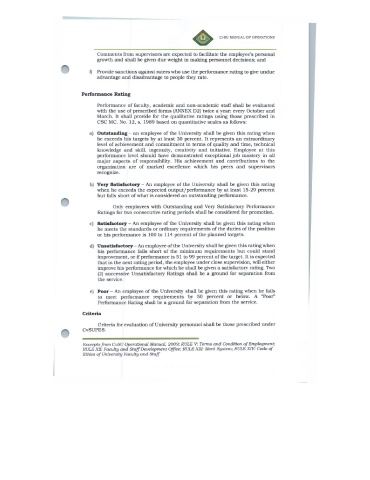 CvSU MANUAL OF OPERATIONS
Comments from supervisors are expected to facilitate the employee's personal
growth and shall be given due weight in making personnel decisions; and
f) Provide sanctions against raters who use the performance rating to give undue
advantage and disadvantage to people they rate.
Performance Rating
Performance of faculty, academic and non-academic staff shall be evaluated
with the use of prescribed forms (ANNEX D2) twice a year every October and
March. It shall provide for the qualitative ratings using those prescribed in
CSC MC. No. 12, s. 1989 based on quantitative scales as follows:
a) Outstanding – an employee of the University shall be given this rating when
he exceeds his targets by at least 30 percent. It represents an extraordinary
level of achievement and commitment in terms of quality and time, technical
knowledge and skill, ingenuity, creativity and initiative. Employee at this
performance level should have demonstrated exceptional job mastery in all
major aspects of responsibility. His achievement and contributions to the
organization are of marked excellence which his peers and supervisors
recognize.
b) Very Satisfactory – An employee of the University shall be given this rating
when he exceeds the expected output/performance by at least 15-29 percent
but falls short of what is considered an outstanding performance.
Only employees with Outstanding and Very Satisfactory Performance
Ratings for two consecutive rating periods shall be considered for promotion.
c) Satisfactory – An employee of the University shall be given this rating when
he meets the standards or ordinary requirements of the duties of the position
or his performance is 100 to 114 percent of the planned targets.
d) Unsatisfactory – An employee of the University shall be given this rating when
his performance falls short of the minimum requirements but could stand
improvement, or if performance is 51 to 99 percent of the target. It is expected
that in the next rating period, the employee under close supervision, will either
improve his performance for which he shall be given a satisfactory rating. Two
(2) successive Unsatisfactory Ratings shall be a ground for separation from
the service.
e) Poor – An employee of the University shall be given this rating when he fails
to meet performance requirements by 50 percent or below. A "Poor"
Performance Rating shall be a ground for separation from the service.
Criteria
Criteria for evaluation of University personnel shall be those prescribed under
CvSUPES.
Excerpts from CvSU Operational Manual, 2009; RULE V: Terms and Condition of Employment;
RULE XII: Faculty and Staff Development Office; RULE XIII: Merit System; RULE XIV: Code of
Ethics of University Faculty and Staff